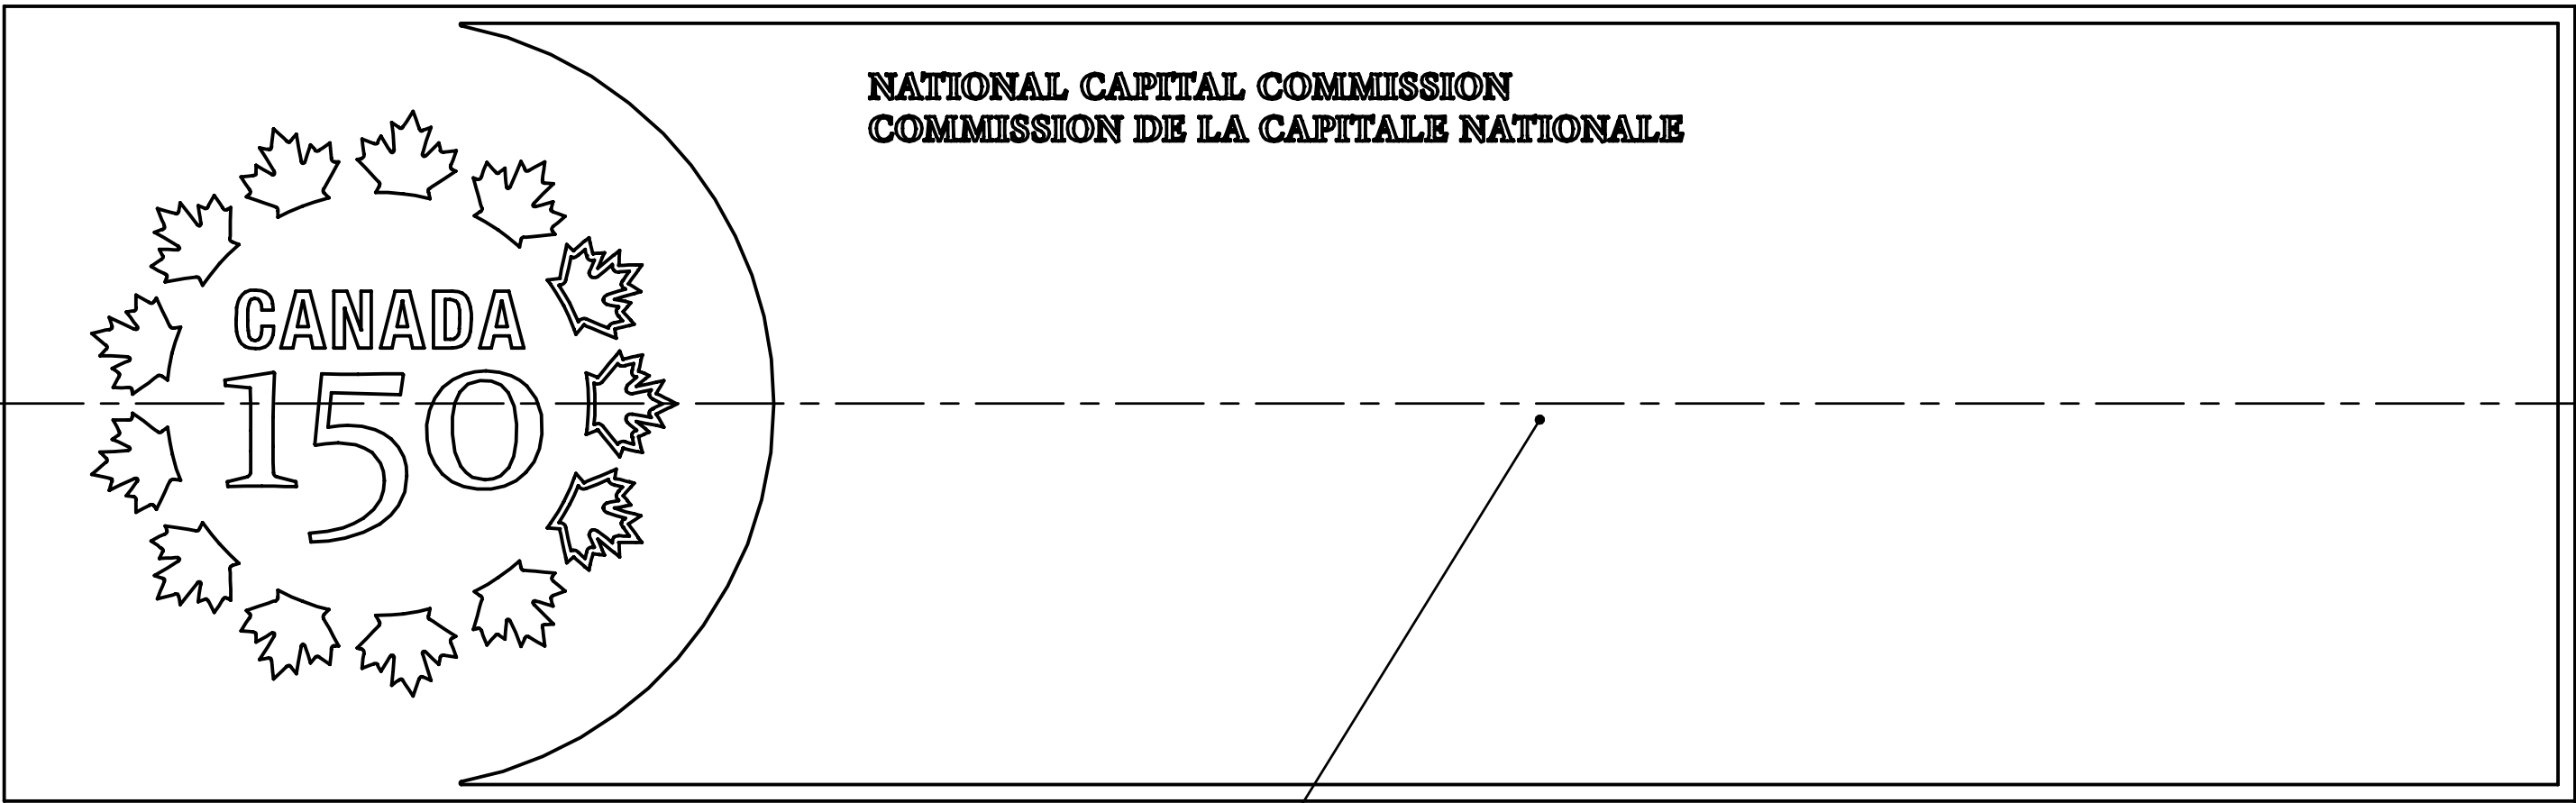 NATIONAL CAPITAL COMMISSION
COMMISSION DE LA CAPITALE NATIONALE
CANADA
150